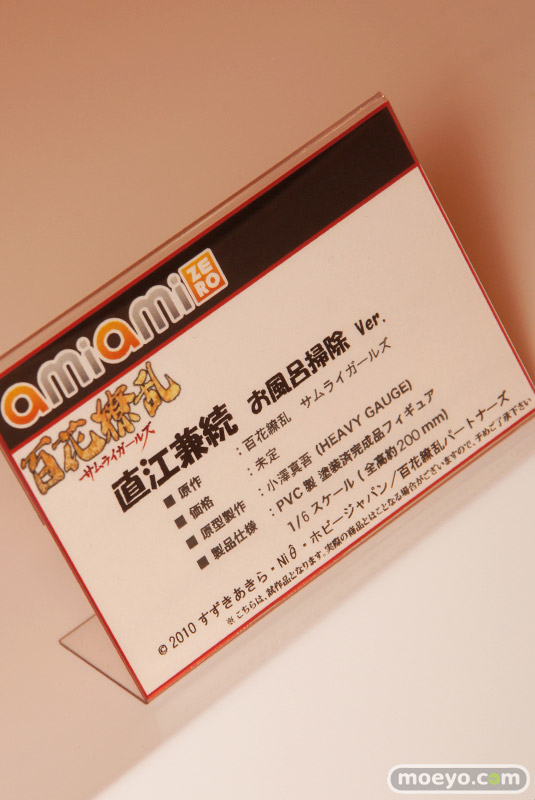 amiami ZERO
百花繚乱
サムライガールズ
直江兼続 お風呂掃除 Ver.
■原作 : 百花繚乱 サムライガールズ
■価格 : 未定
■原型製作 : 小澤真吾 (HEAVY GAUGE)
■製品仕様 : PVC製 塗装済完成品フィギュア
1/6スケール ( 全高約200mm)
©2010 すずきあきら・Niθ・ホビージャパン/百花繚乱パートナーズ
※こちらは、試作品となります。実際の商品とはことなる場合がございますので、予めご了承下さい
moeyo.com